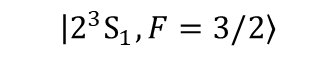 |2³S₁, F = 3/2⟩